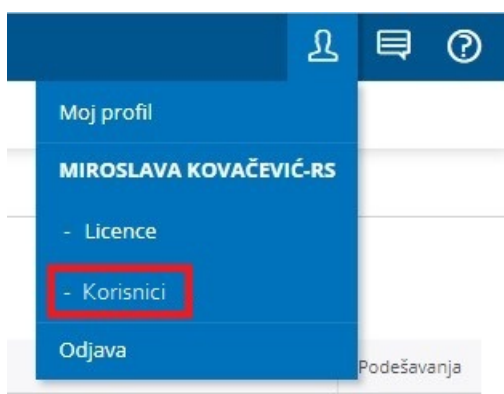 Moj profil
MIROSLAVA KOVAČEVIĆ-RS
- Licence
- Korisnici
Odjava
Podešavanja